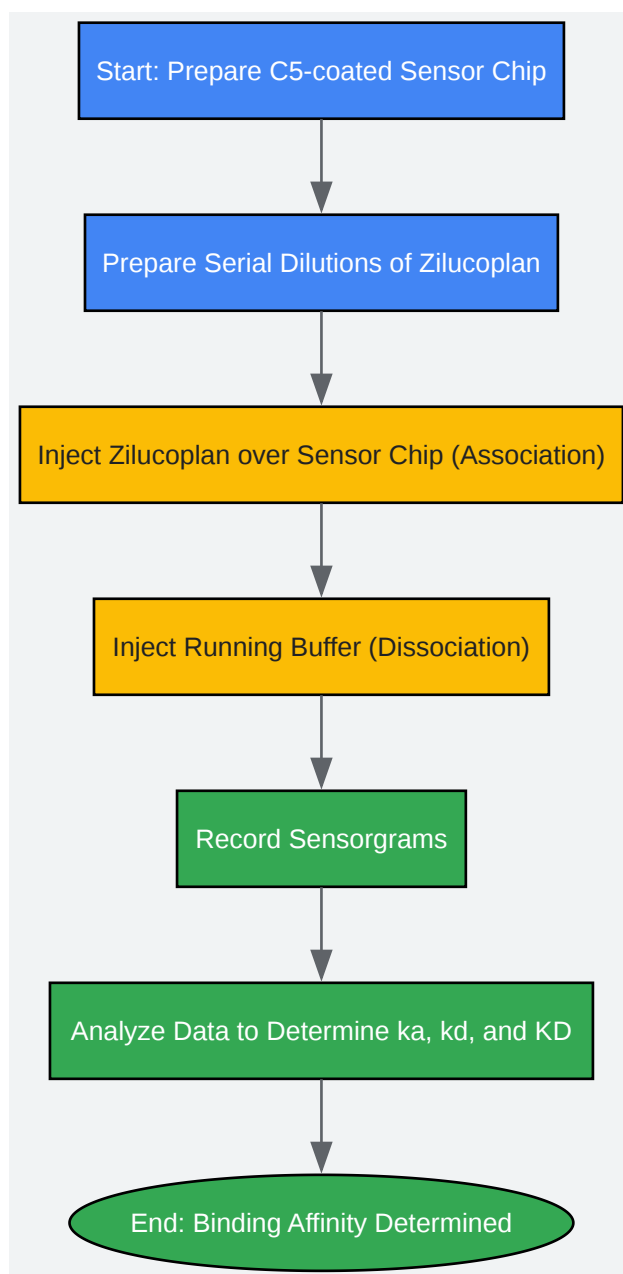 Start: Prepare C5-coated Sensor Chip
Prepare Serial Dilutions of Zilucoplan
Inject Zilucoplan over Sensor Chip (Association)
Inject Running Buffer (Dissociation)
Record Sensorgrams
Analyze Data to Determine ka, kd, and KD
End: Binding Affinity Determined